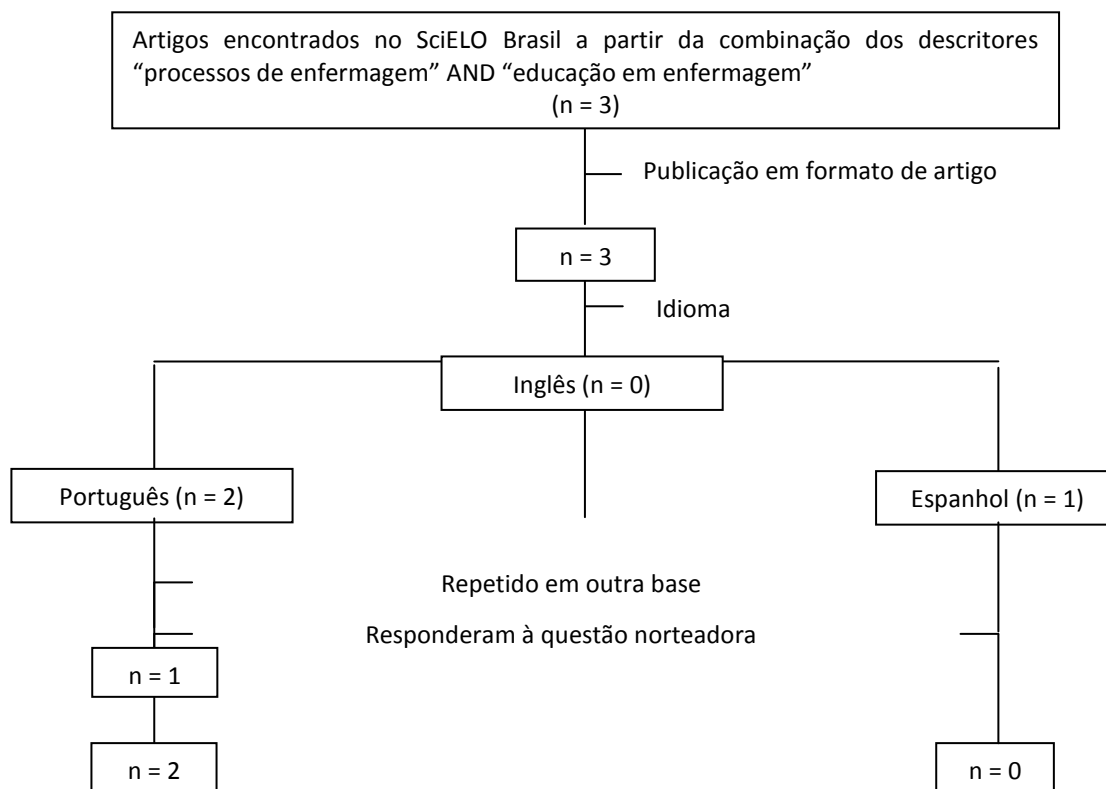 Artigos encontrados no SciELO Brasil a partir da combinação dos descritores
“processos de enfermagem” AND “educação em enfermagem”
(n = 3)
Publicação em formato de artigo
n = 3
Idioma
Inglês (n = 0)
Português (n = 2)
Espanhol (n = 1)
Repetido em outra base
Responderam à questão norteadora
n = 1
n = 2
n = 0